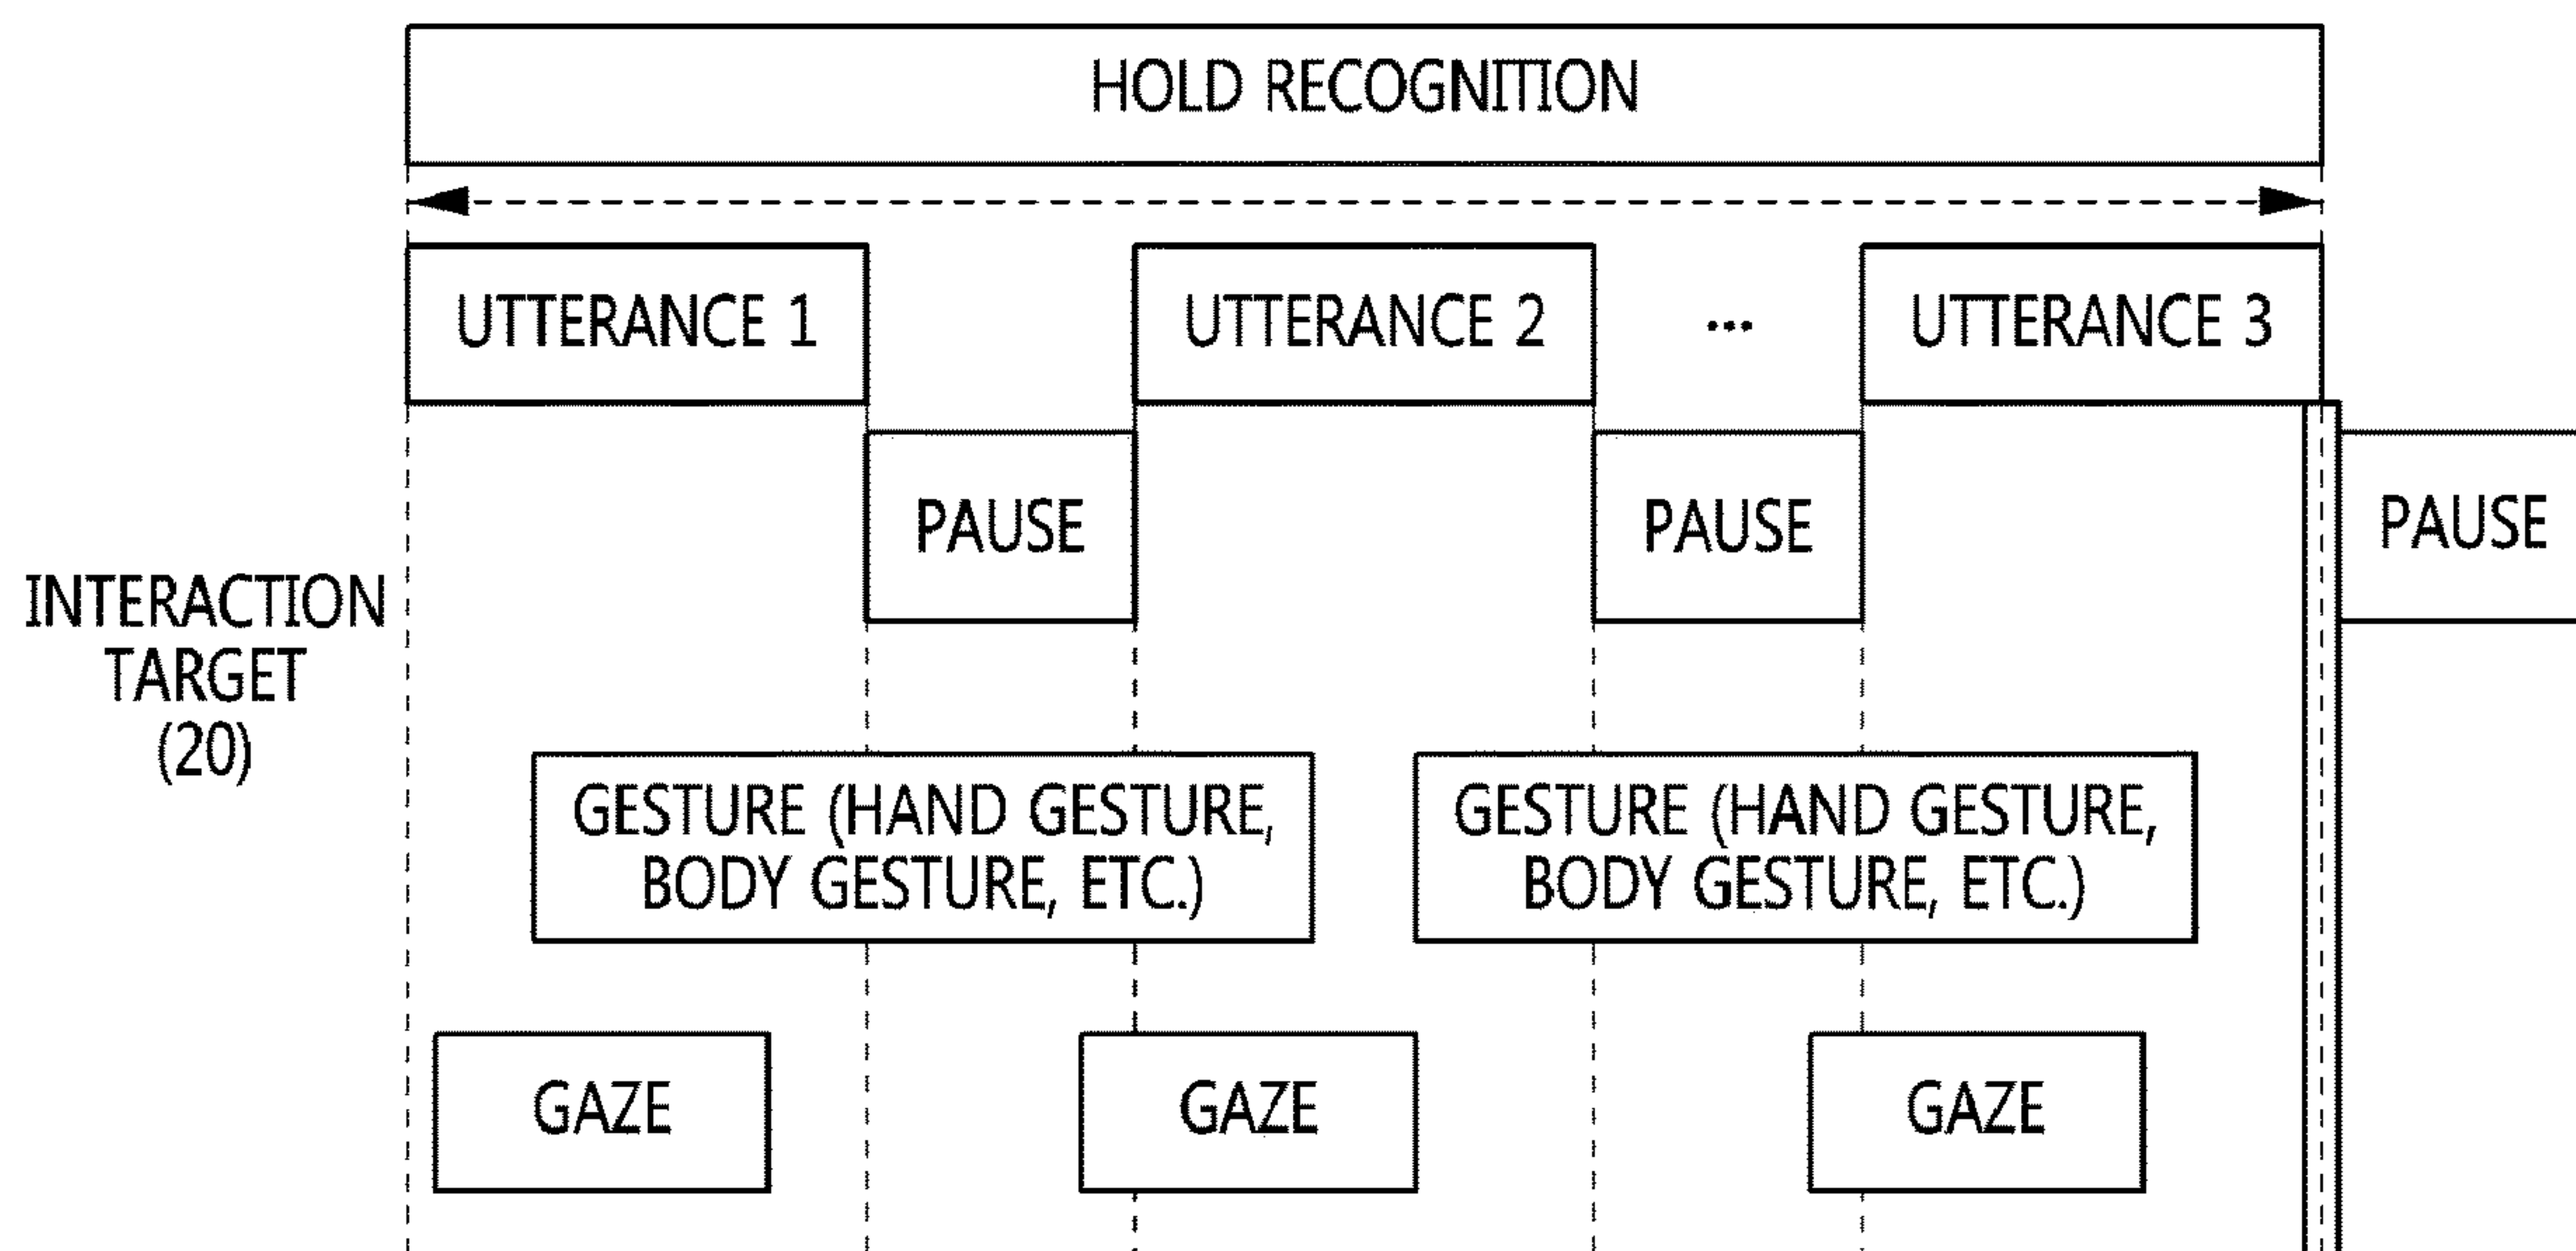 HOLD RECOGNITION
UTTERANCE 1
UTTERANCE 2
...
UTTERANCE 3
PAUSE
PAUSE
PAUSE
INTERACTION
TARGET
(20)
GESTURE (HAND GESTURE,
BODY GESTURE, ETC.)
GESTURE (HAND GESTURE,
BODY GESTURE, ETC.)
GAZE
GAZE
GAZE